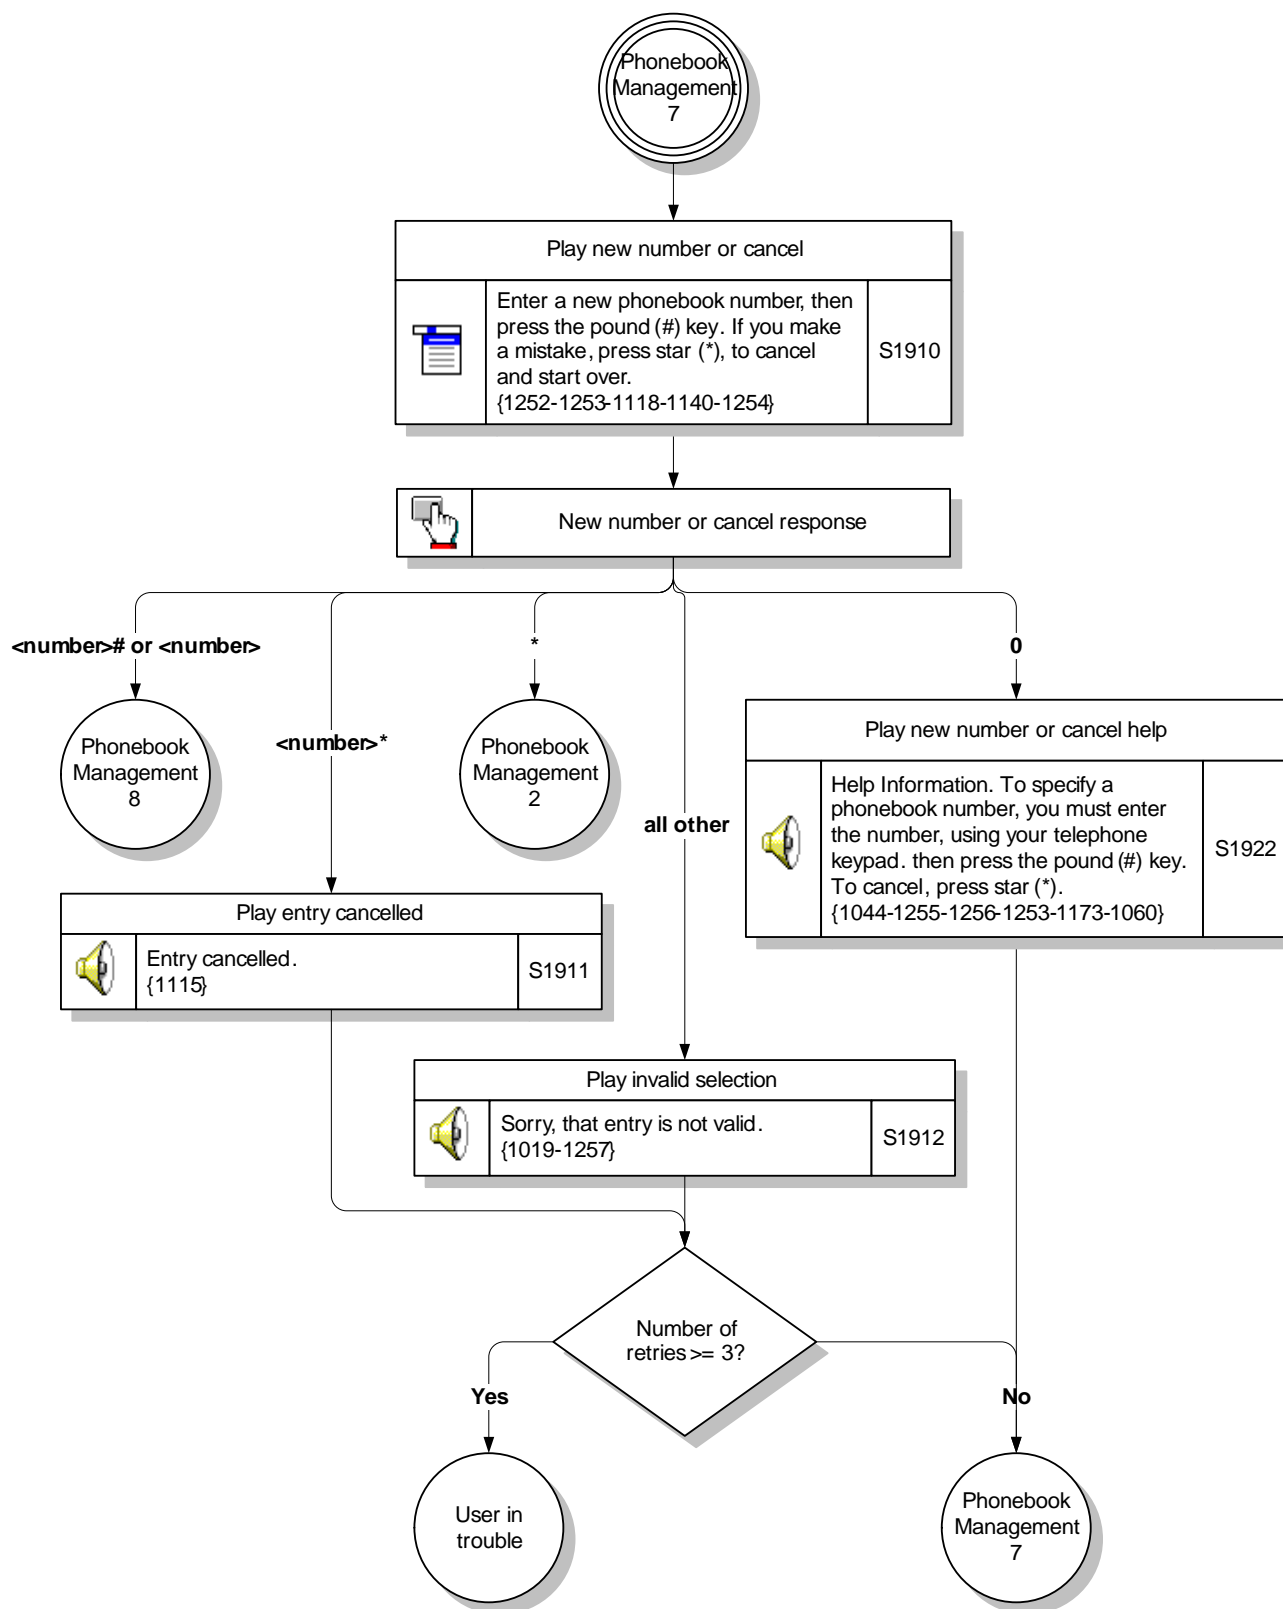 Phonebook
Management
7
Play new number or cancel
Enter a new phonebook number, then
press the pound (#) key. If you make
a mistake, press star (*), to cancel
and start over.
{1252-1253-1118-1140-1254}
S1910
New number or cancel response
<number># or <number>
*
0
Phonebook
Management
8
<number>*
Phonebook
Management
2
all other
Play new number or cancel help
Help Information. To specify a
phonebook number, you must enter
the number, using your telephone
keypad. then press the pound (#) key.
To cancel, press star (*).
{1044-1255-1256-1253-1173-1060}
S1922
Play entry cancelled
Entry cancelled.
{1115}
S1911
Play invalid selection
Sorry, that entry is not valid.
{1019-1257}
S1912
Number of
retries >= 3?
Yes
No
User in
trouble
Phonebook
Management
7